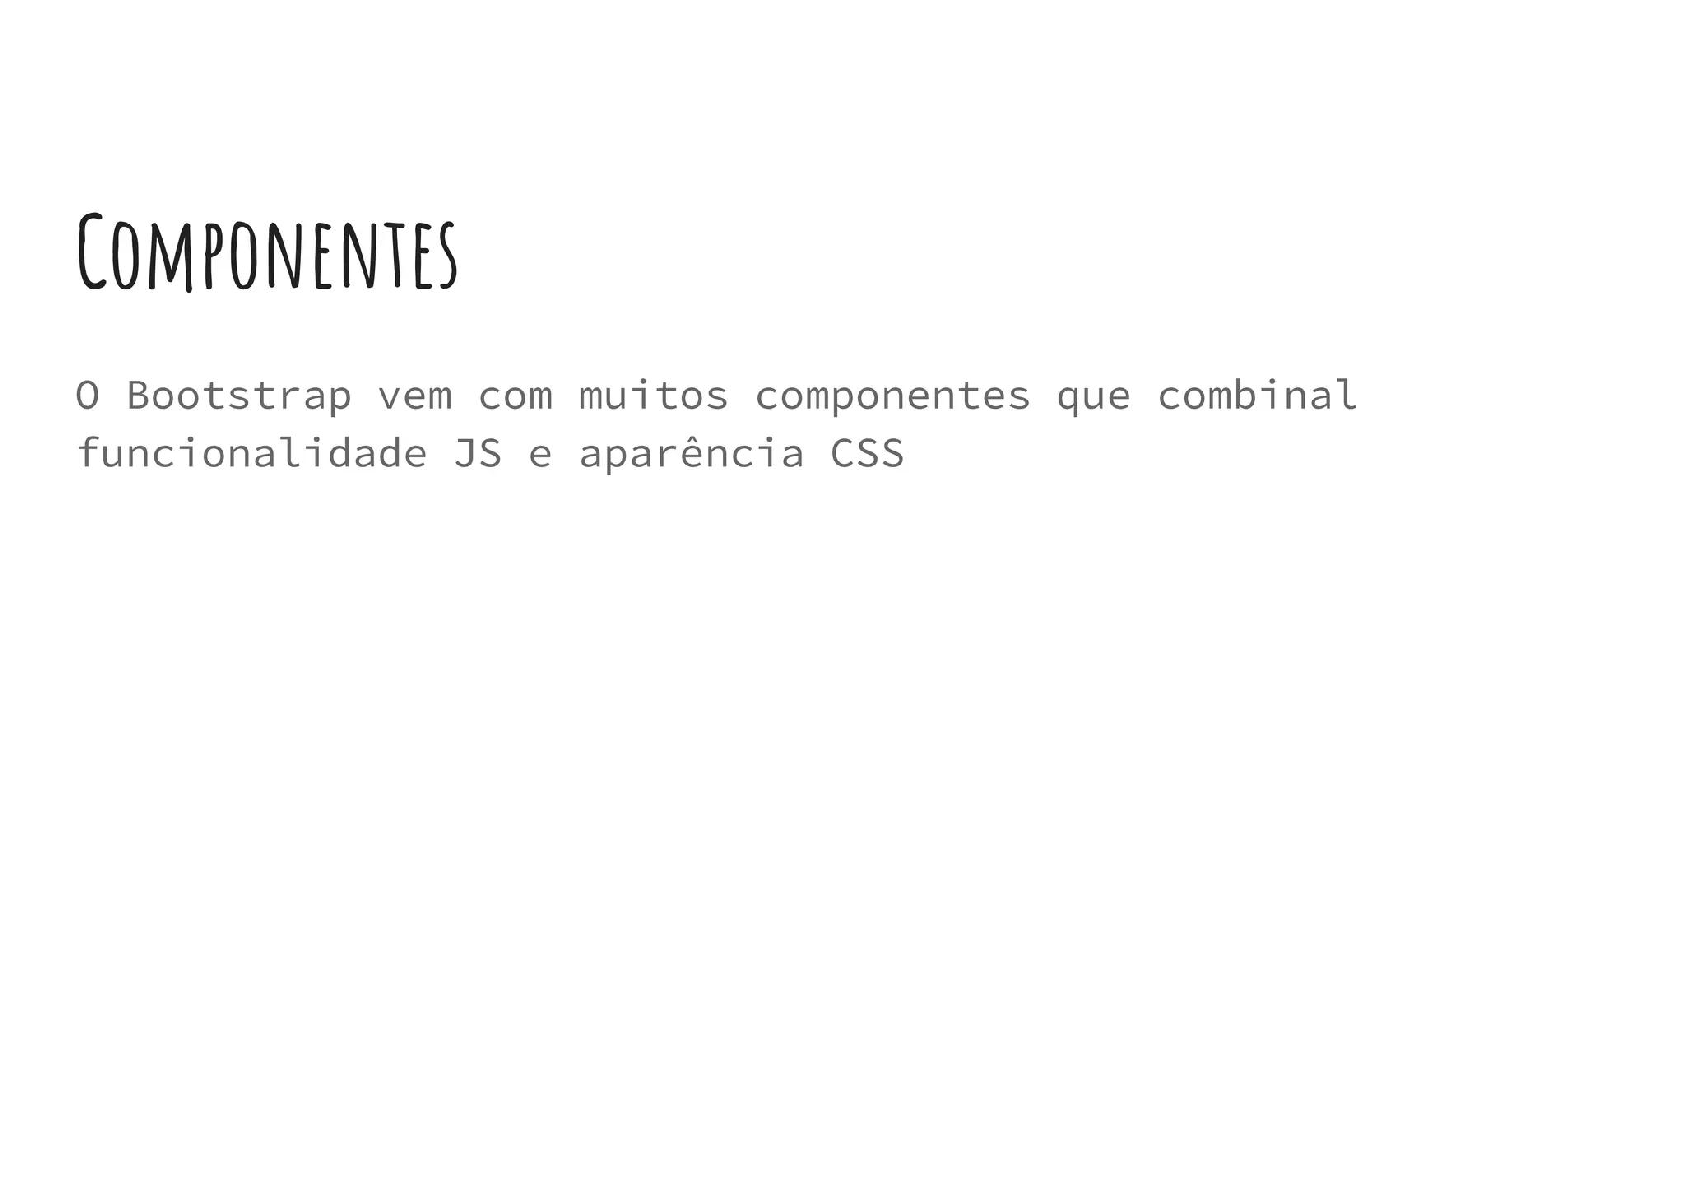 Componentes
O Bootstrap vem com muitos componentes que combinal
funcionalidade JS e aparência CSS